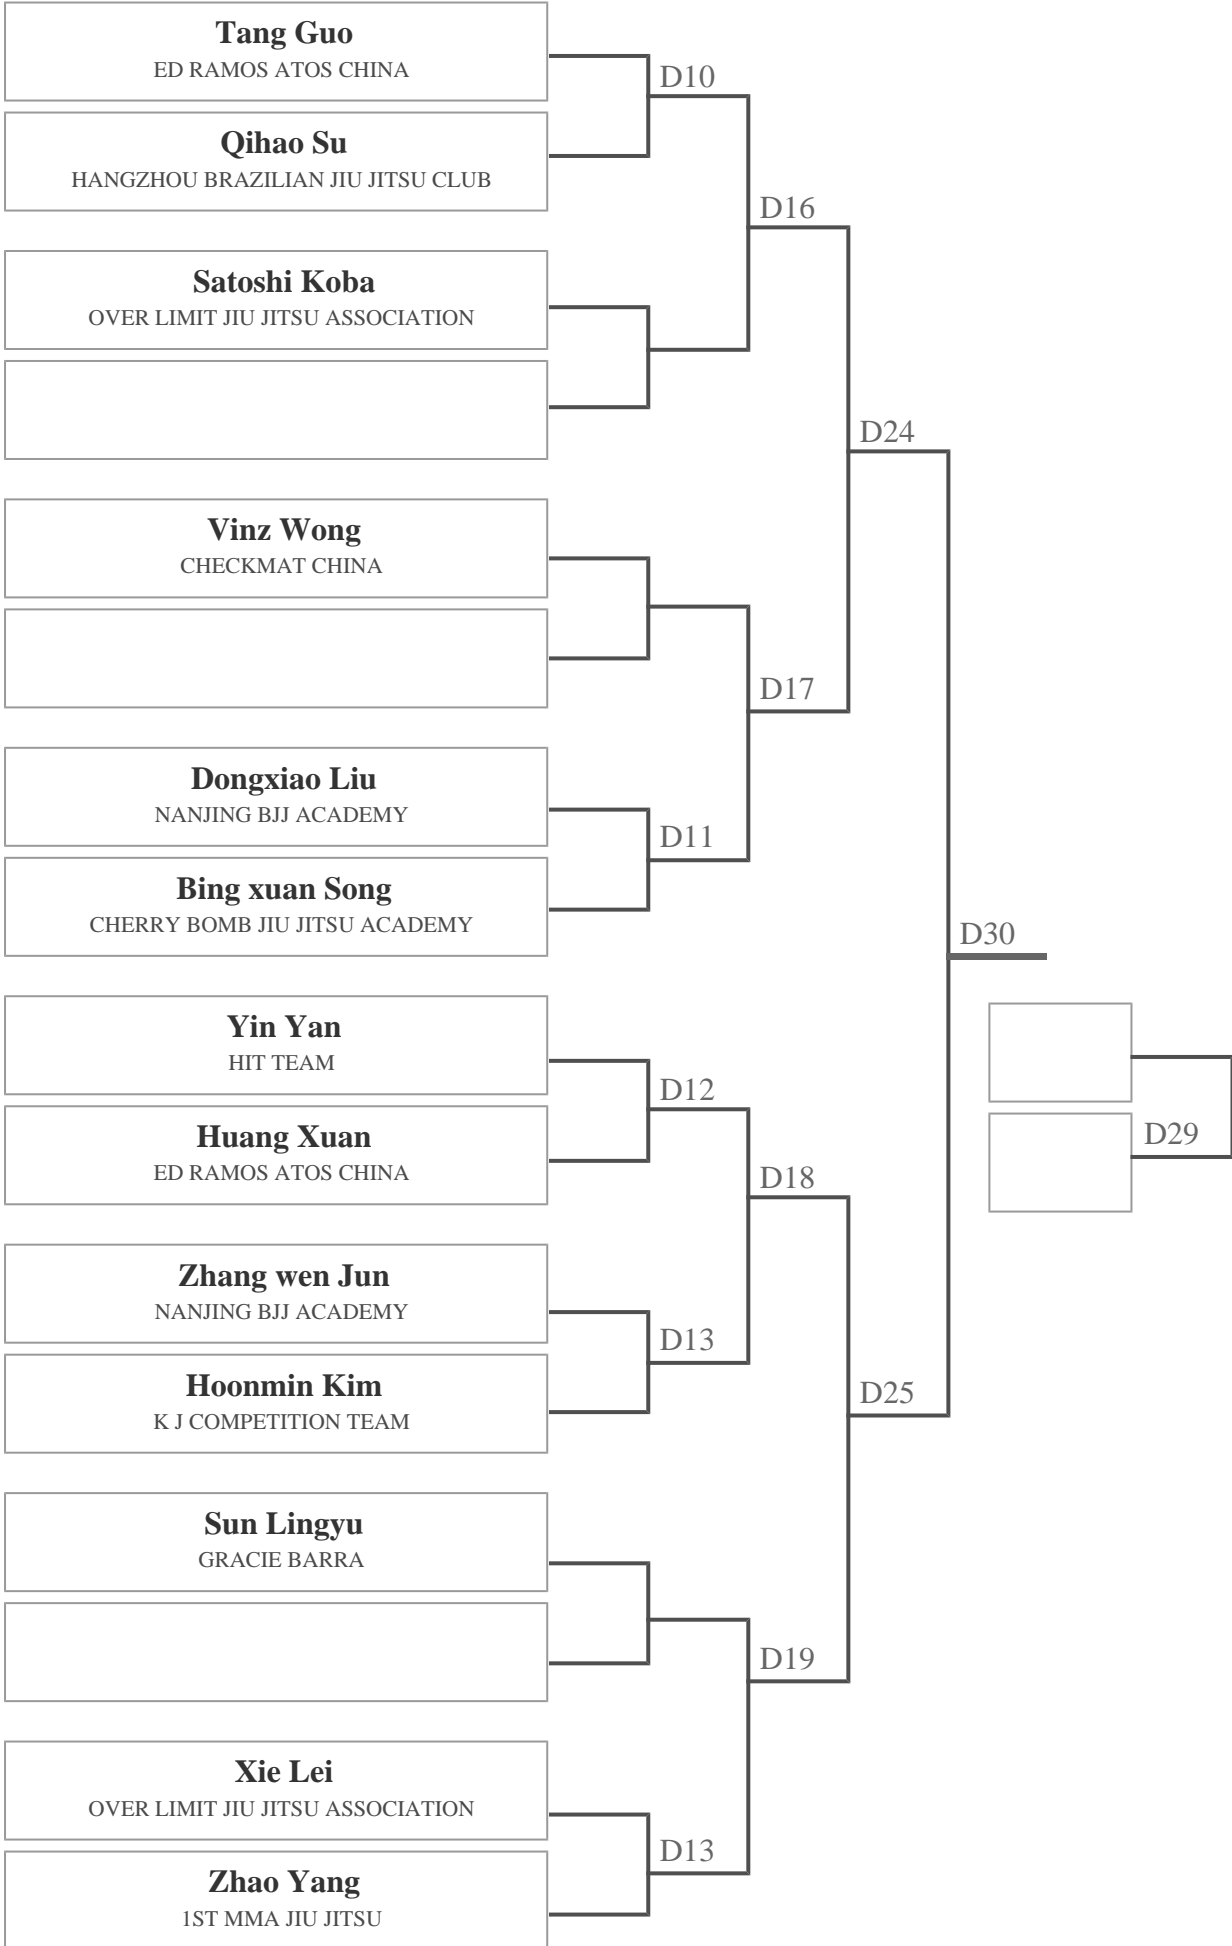 Tang Guo
ED RAMOS ATOS CHINA
D10
Qihao Su
HANGZHOU BRAZILIAN JIU JITSU CLUB
D16
Satoshi Koba
OVER LIMIT JIU JITSU ASSOCIATION
D24
Vinz Wong
CHECKMAT CHINA
D17
Dongxiao Liu
NANJING BJJ ACADEMY
D11
Bing xuan Song
CHERRY BOMB JIU JITSU ACADEMY
D30
Yin Yan
HIT TEAM
D12
Huang Xuan
ED RAMOS ATOS CHINA
D29
D18
Zhang wen Jun
NANJING BJJ ACADEMY
D13
Hoonmin Kim
K J COMPETITION TEAM
D25
Sun Lingyu
GRACIE BARRA
D19
Xie Lei
OVER LIMIT JIU JITSU ASSOCIATION
D13
Zhao Yang
1ST MMA JIU JITSU